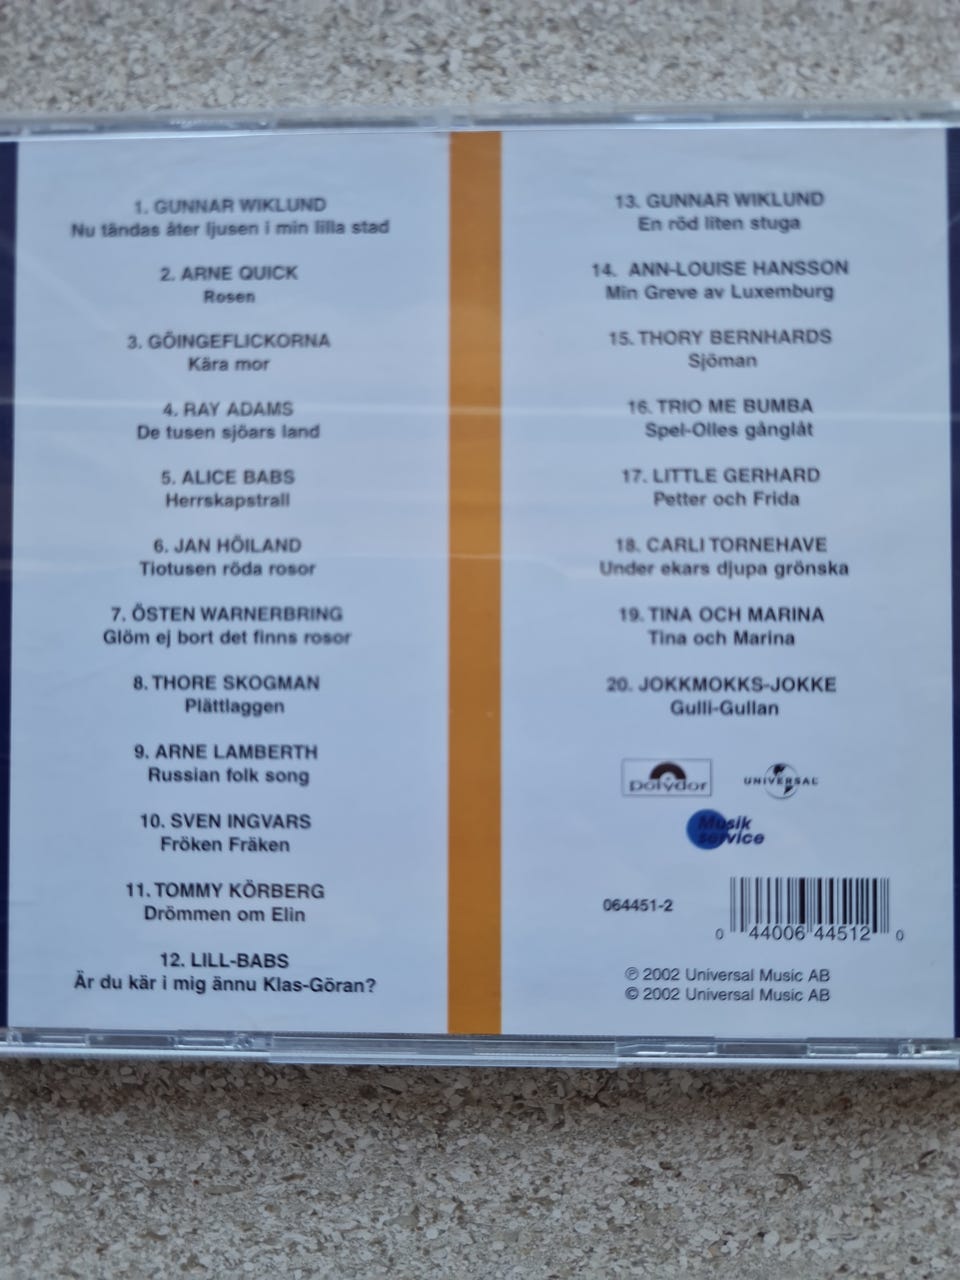 1. GUNNAR WIKLUND
Nu tändas åter ljusen i min lilla stad
2. ARNE QUICK
Rosen
3. GÖINGEFLICKORNA
Kära mor
4. RAY ADAMS
De tusen sjöars land
5. ALICE BABS
Herrskapstrall
6. JAN HÖILAND
Tiotusen röda rosor
7. ÖSTEN WARNERBRING
Glöm ej bort det finns rosor
8. THORE SKOGMAN
Plättlaggen
9. ARNE LAMBERTH
Russian folk song
10. SVEN INGVARS
Fröken Fräken
11. TOMMY KÖRBERG
Drömmen om Elin
12. LILL-BABS
Är du kär i mig ännu Klas-Göran?
13. GUNNAR WIKLUND
En röd liten stuga
14. ANN-LOUISE HANSSON
Min Greve av Luxemburg
15. THORY BERNHARDS
Sjöman
16. TRIO ME BUMBA
Spel-Olles gånglåt
17. LITTLE GERHARD
Petter och Frida
18. CARLI TORNEHAVE
Under ekars djupa grönska
19. TINA OCH MARINA
Tina och Marina
20. JOKKMOKKS-JOKKE
Gulli-Gullan
polydor
UNIVERSAL
Musik
service
064451-2
0 44006 44512 0
℗ 2002 Universal Music AB
© 2002 Universal Music AB